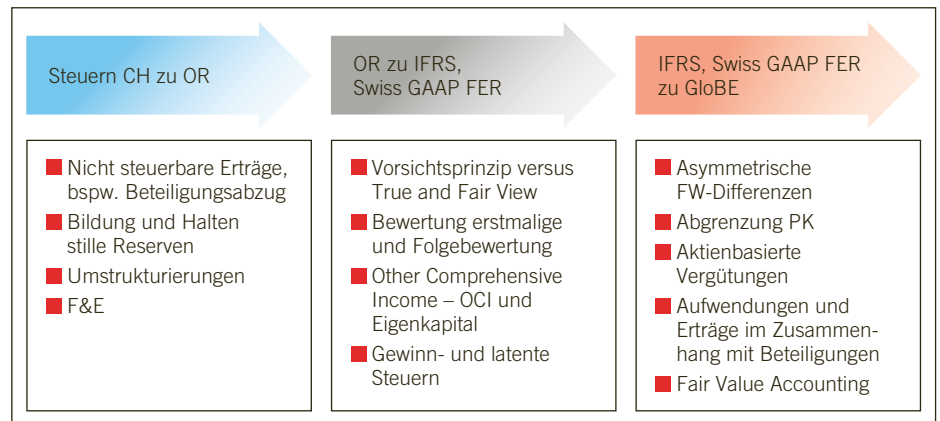 Steuern CH zu OR
Nicht steuerbare Erträge,
bspw. Beteiligungsabzug
Bildung und Halten
stille Reserven
Umstrukturierungen
F&E
OR zu IFRS,
Swiss GAAP FER
Vorsichtsprinzip versus
True and Fair View
Bewertung erstmalige
und Folgebewertung
Other Comprehensive
Income – OCI und
Eigenkapital
Gewinn- und latente
Steuern
IFRS, Swiss GAAP FER
zu GloBE
Asymmetrische
FW-Differenzen
Abgrenzung PK
Aktienbasierte
Vergütungen
Aufwendungen und
Erträge im Zusammen-
hang mit Beteiligungen
Fair Value Accounting